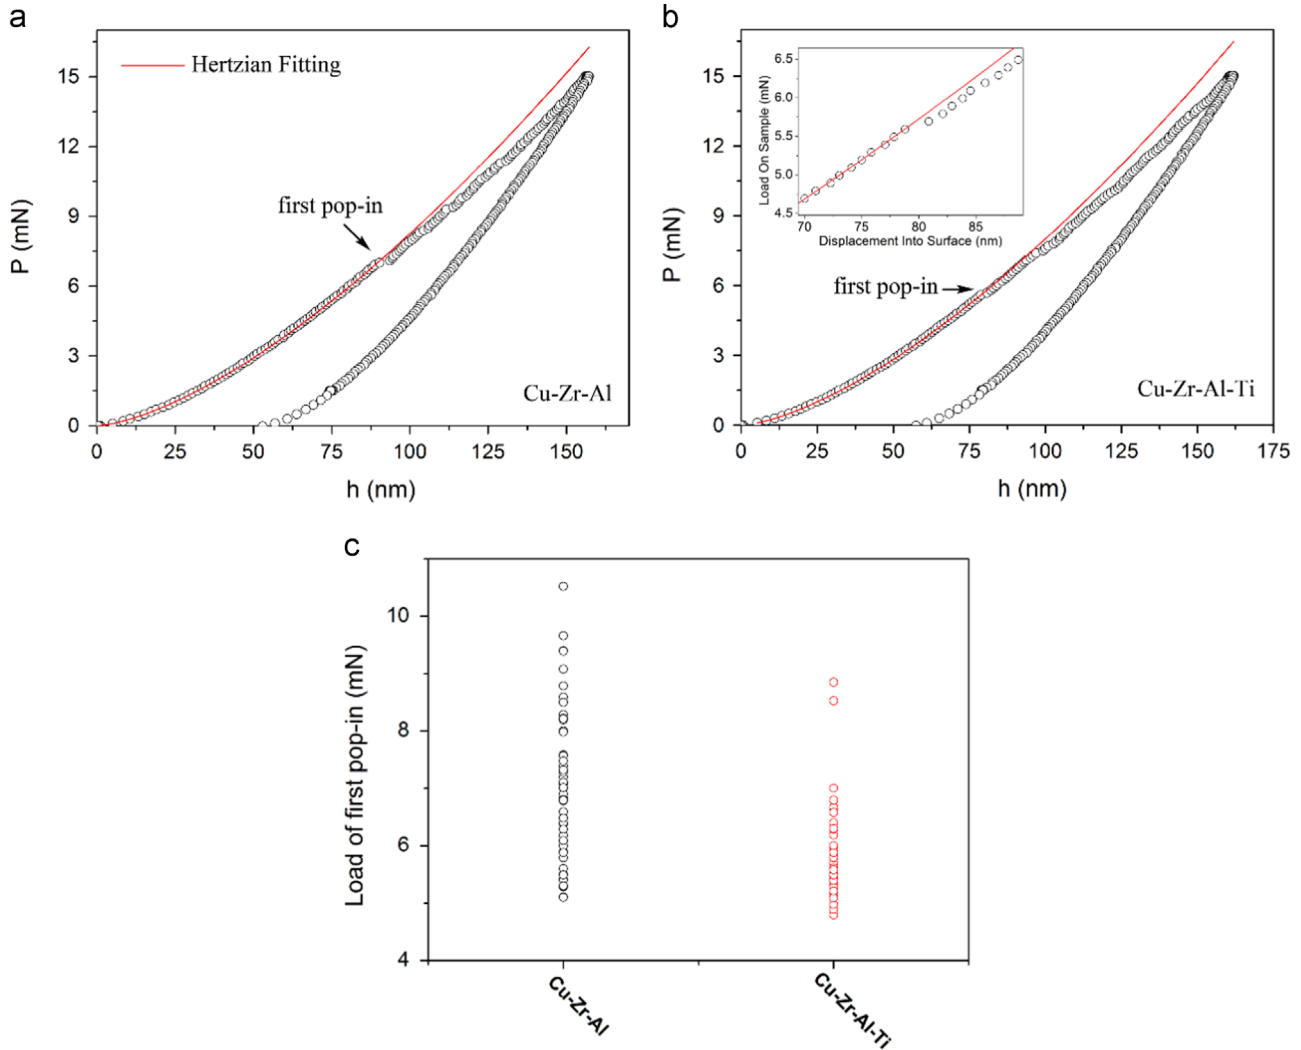 a
Hertzian Fitting
first pop-in
Cu-Zr-Al
P (mN)
15
12
9
6
3
0
0 25 50 75 100 125 150
h (nm)
b
6.5
6.0
5.5
5.0
4.5
70 75 80 85
Load On Sample (mN)
Displacement Into Surface (nm)
first pop-in
Cu-Zr-Al-Ti
P (mN)
15
12
9
6
3
0
0 25 50 75 100 125 150 175
h (nm)
c
Load of first pop-in (mN)
10
8
6
4
Cu-Zr-Al
Cu-Zr-Al-Ti